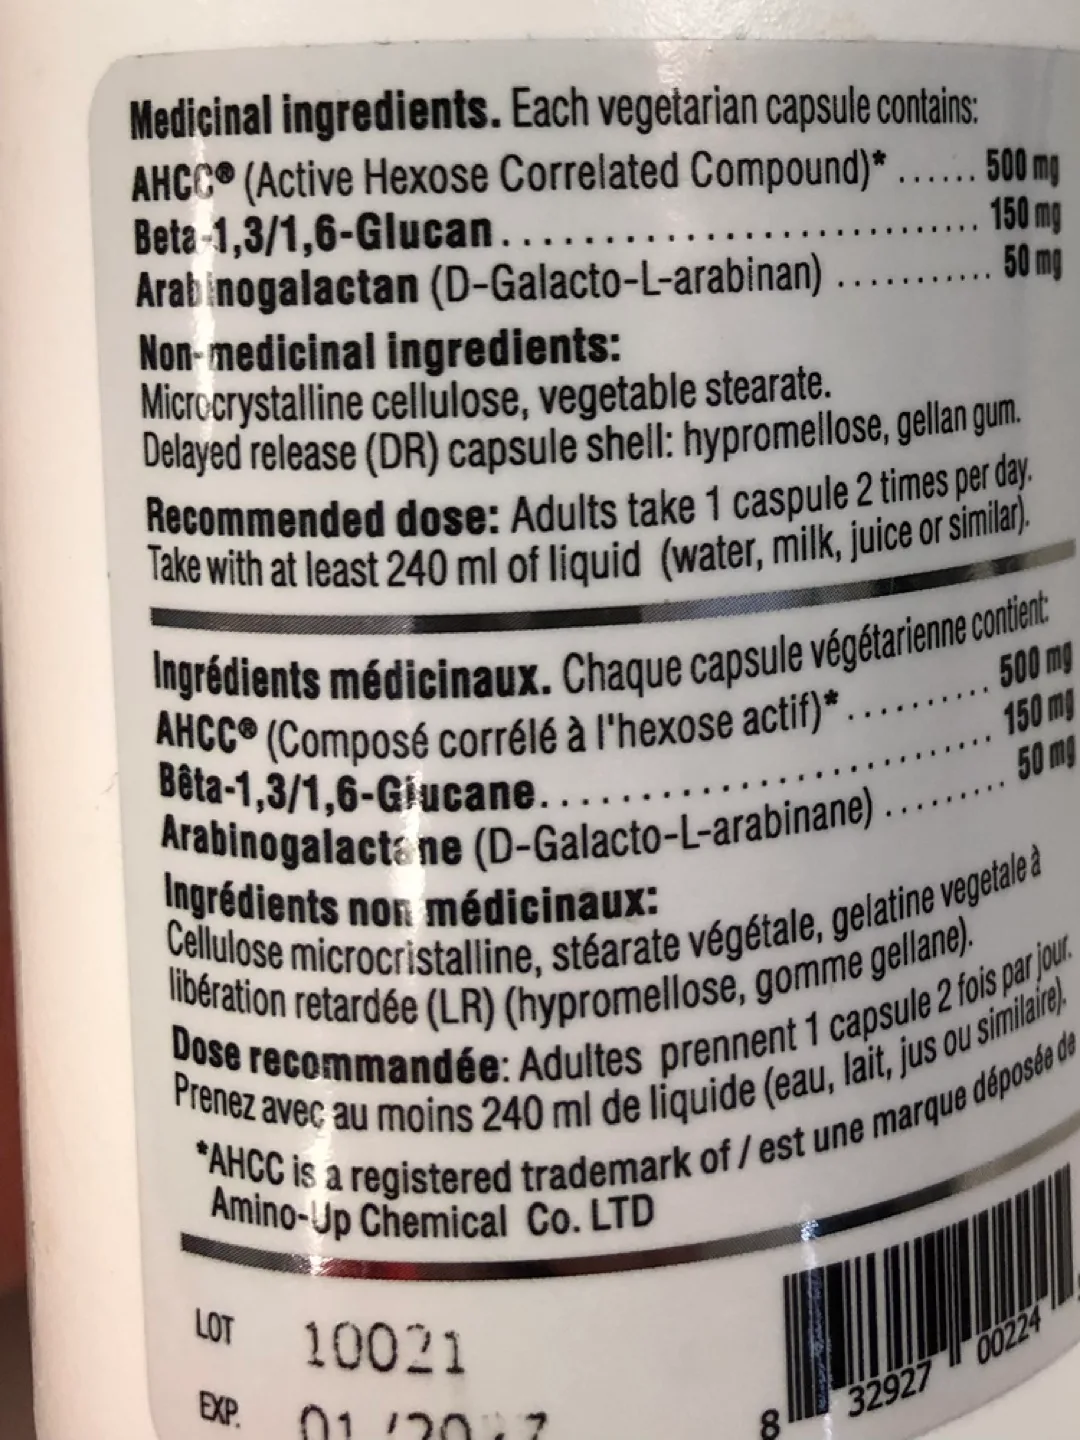 Medicinal ingredients. Each vegetarian capsule contains:
AHCC® (Active Hexose Correlated Compound)* ...... 500 mg
Beta-1,3/1,6-Glucan............................. 150 mg
Arabinogalactan (D-Galacto-L-arabinan) ........... 50 mg
Non-medicinal ingredients:
Microcrystalline cellulose, vegetable stearate.
Delayed release (DR) capsule shell: hypromellose, gellan gum.
Recommended dose: Adults take 1 caspule 2 times per day.
Take with at least 240 ml of liquid (water, milk, juice or similar).
Ingrédients médicinaux. Chaque capsule végétarienne contient:
AHCC® (Composé corrélé à l'hexose actif)* .......... 500 mg
Bêta-1,3/1,6-Glucane............................ 150 mg
Arabinogalactane (D-Galacto-L-arabinane) ......... 50 mg
Ingrédients non médicinaux:
Cellulose microcristalline, stéarate végétale, gelatine vegetale à
libération retardée (LR) (hypromellose, gomme gellane).
Dose recommandée: Adultes prennent 1 capsule 2 fois par jour.
Prenez avec au moins 240 ml de liquide (eau, lait, jus ou similaire).
*AHCC is a registered trademark of / est une marque déposée de
Amino-Up Chemical Co. LTD
LOT 10021
EXP.
8 32927 00224